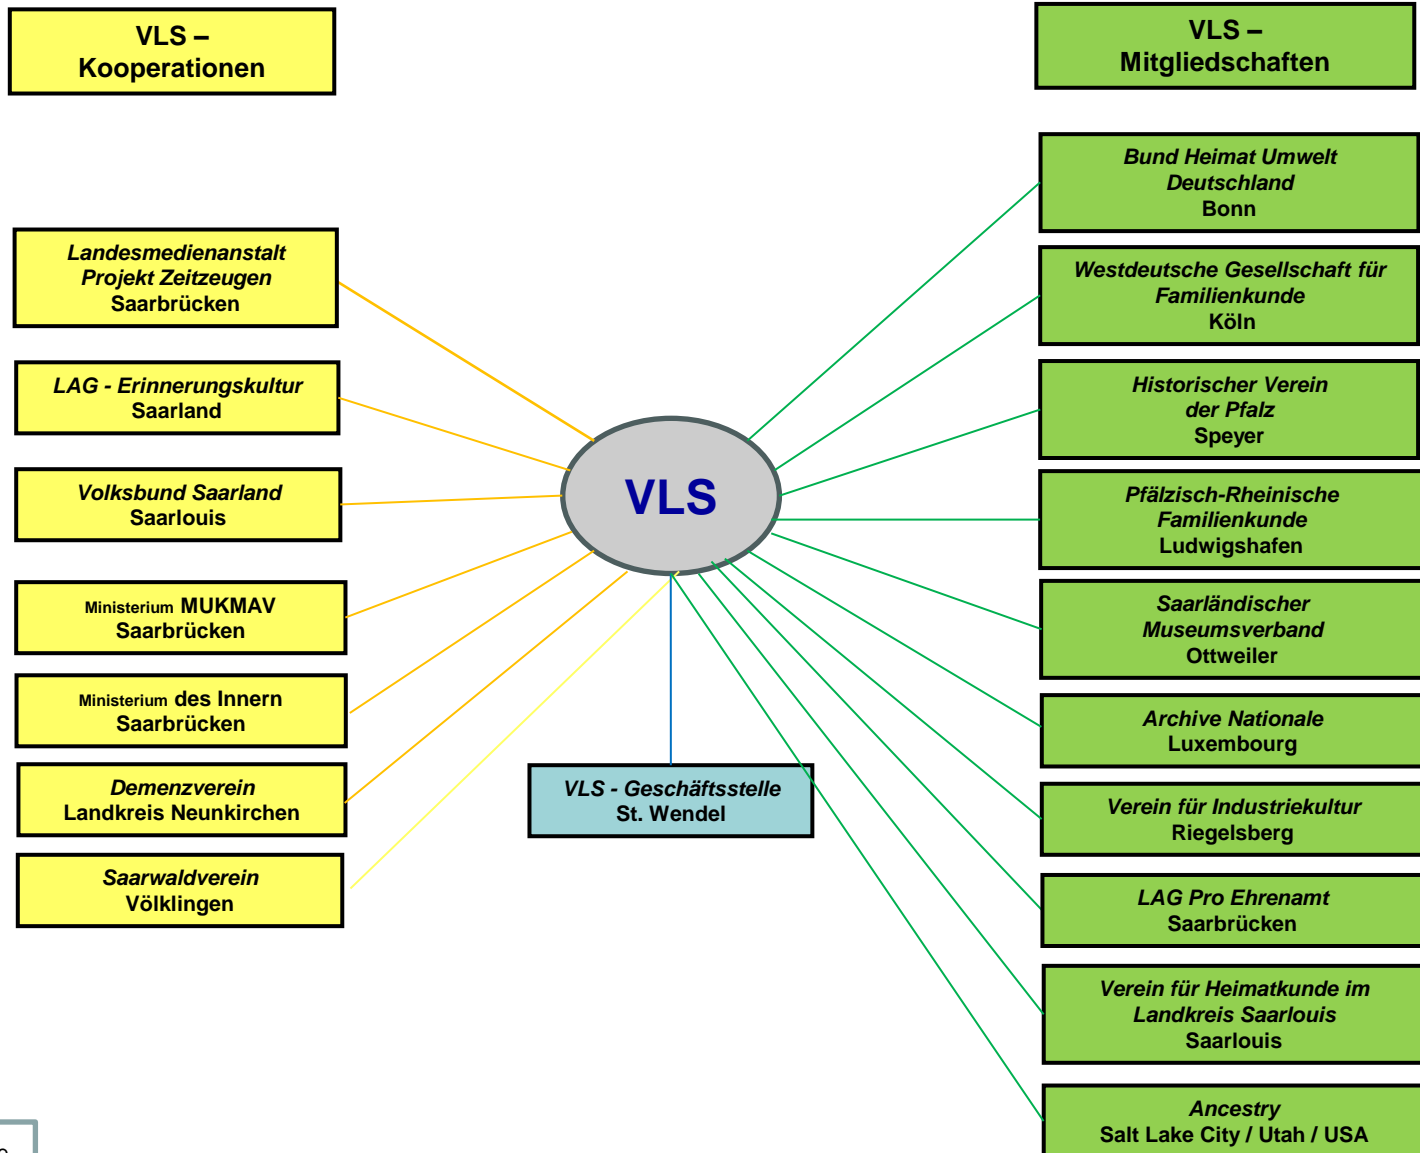 VLS –
Kooperationen
VLS –
Mitgliedschaften
Landesmedienanstalt
Projekt Zeitzeugen
Saarbrücken
LAG - Erinnerungskultur
Saarland
Volksbund Saarland
Saarlouis
Ministerium MUKMAV
Saarbrücken
Ministerium des Innern
Saarbrücken
Demenzverein
Landkreis Neunkirchen
Saarwaldverein
Völklingen
VLS
VLS - Geschäftsstelle
St. Wendel
Bund Heimat Umwelt
Deutschland
Bonn
Westdeutsche Gesellschaft für
Familienkunde
Köln
Historischer Verein
der Pfalz
Speyer
Pfälzisch-Rheinische
Familienkunde
Ludwigshafen
Saarländischer
Museumsverband
Ottweiler
Archive Nationale
Luxembourg
Verein für Industriekultur
Riegelsberg
LAG Pro Ehrenamt
Saarbrücken
Verein für Heimatkunde im
Landkreis Saarlouis
Saarlouis
Ancestry
Salt Lake City / Utah / USA